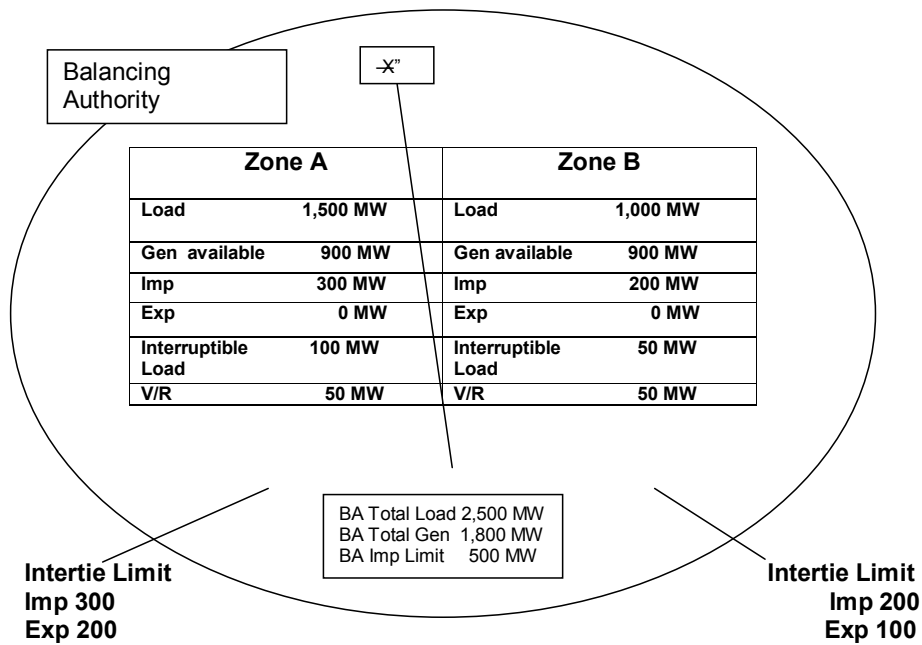 Balancing
Authority
X”
Zone A Zone B
Load 1,500 MW Load 1,000 MW
Gen available 900 MW Gen available 900 MW
Imp 300 MW Imp 200 MW
Exp 0 MW Exp 0 MW
Interruptible 100 MW Interruptible 50 MW
Load Load
V/R 50 MW V/R 50 MW
BA Total Load 2,500 MW
BA Total Gen 1,800 MW
BA Imp Limit 500 MW
Intertie Limit
Imp 300
Exp 200
Intertie Limit
Imp 200
Exp 100